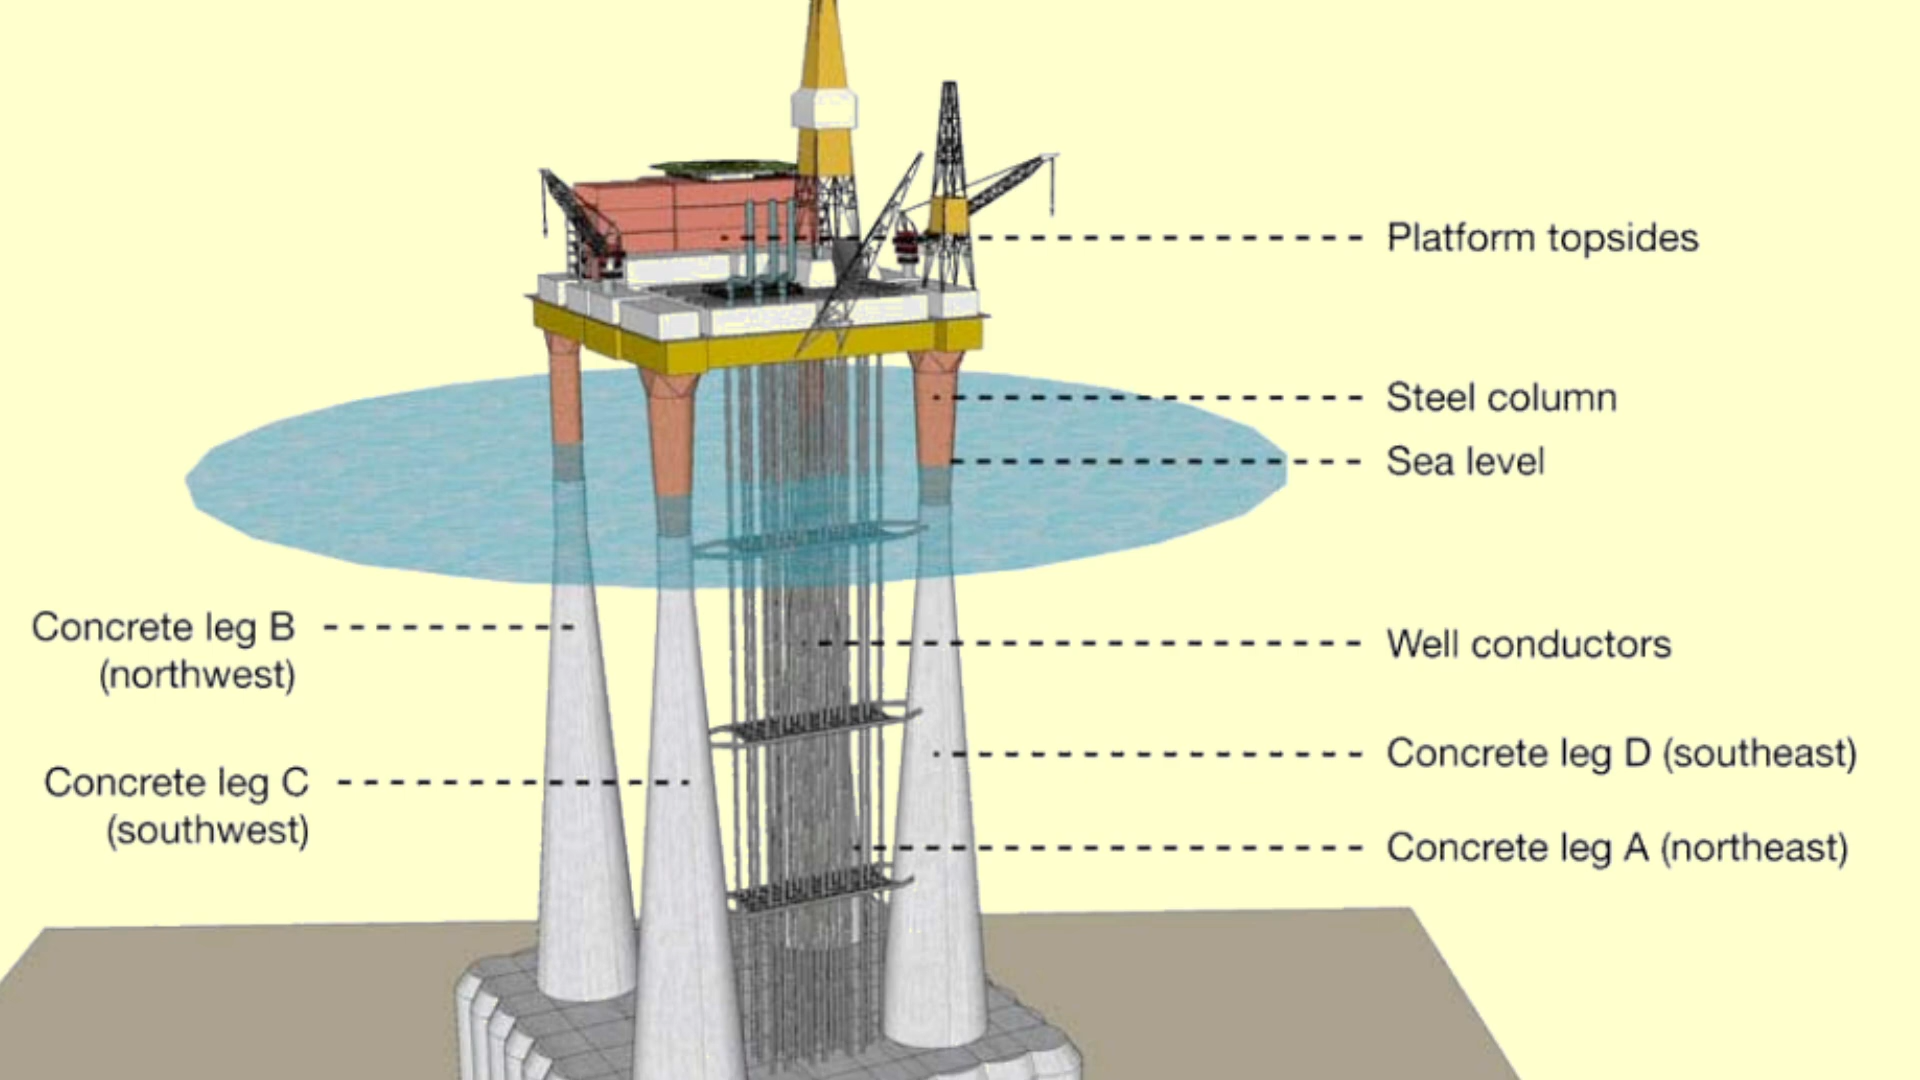 Platform topsides
Steel column
Sea level
Concrete leg B
(northwest)
Well conductors
Concrete leg D (southeast)
Concrete leg C
(southwest)
Concrete leg A (northeast)